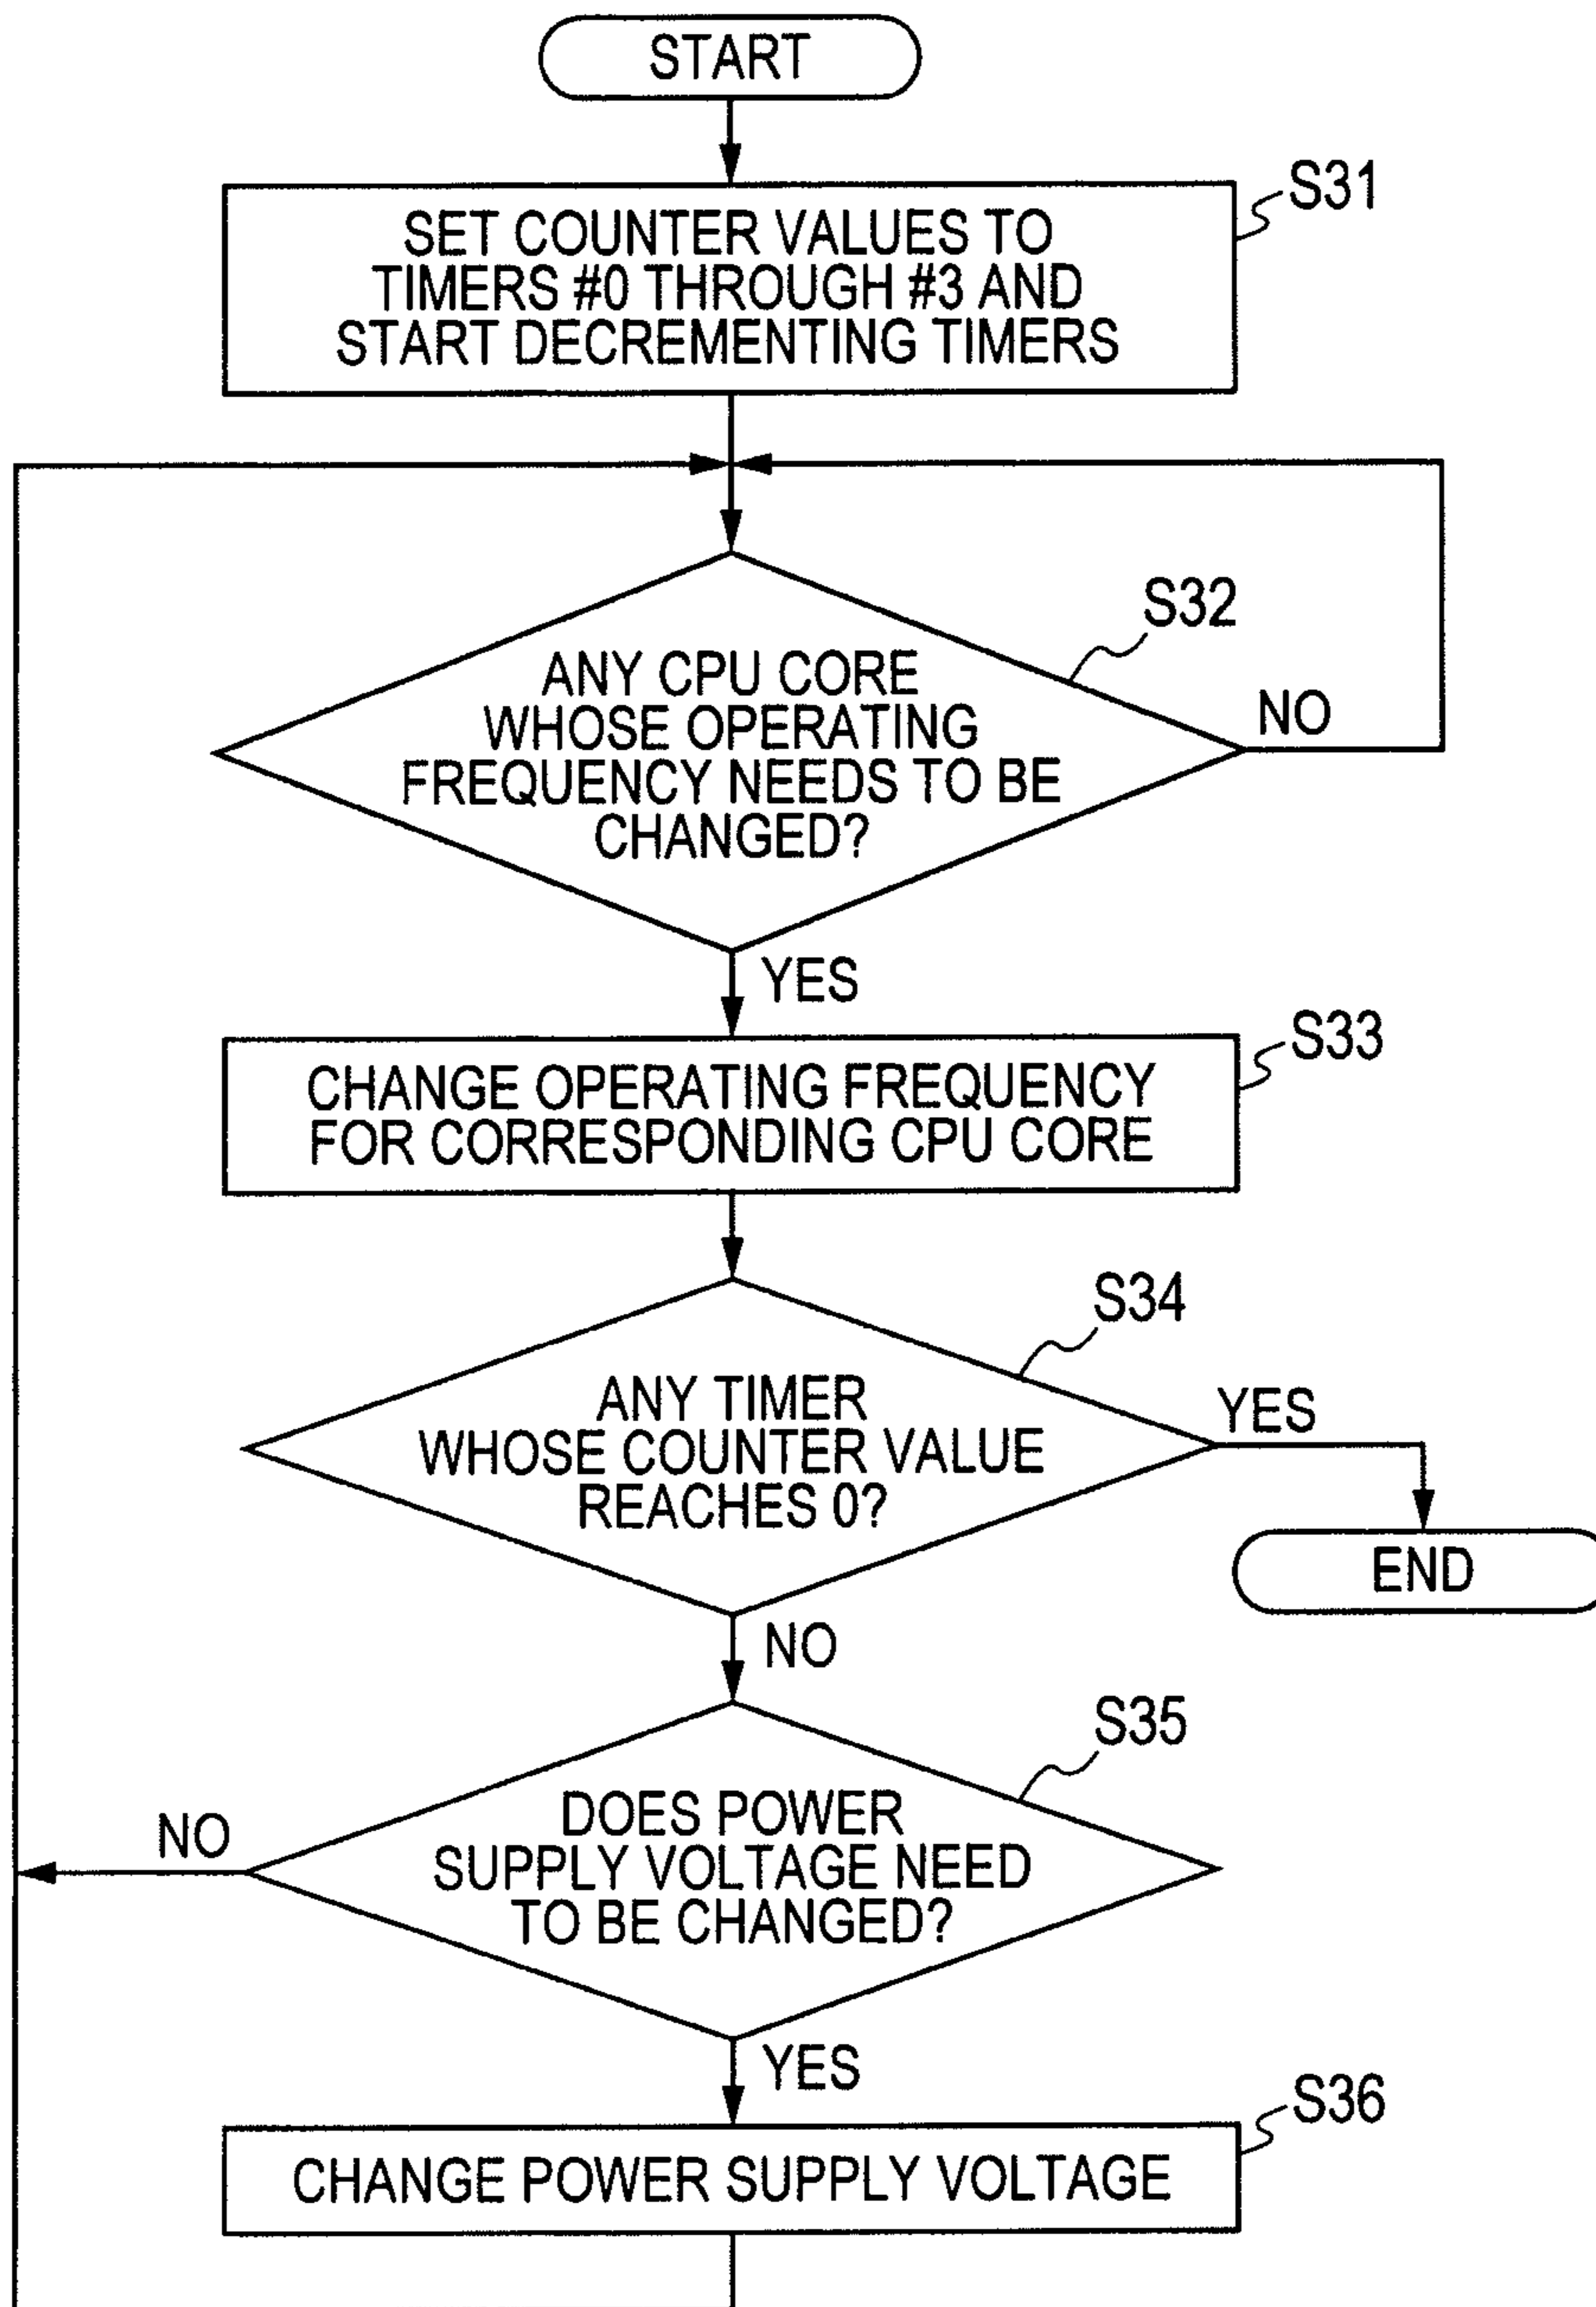 START
S31
SET COUNTER VALUES TO
TIMERS #0 THROUGH #3 AND
START DECREMENTING TIMERS
S32
ANY CPU CORE
WHOSE OPERATING
FREQUENCY NEEDS TO BE
CHANGED?
NO
YES
S33
CHANGE OPERATING FREQUENCY
FOR CORRESPONDING CPU CORE
S34
ANY TIMER
WHOSE COUNTER VALUE
REACHES 0?
YES
END
NO
S35
DOES POWER
SUPPLY VOLTAGE NEED
TO BE CHANGED?
NO
YES
S36
CHANGE POWER SUPPLY VOLTAGE